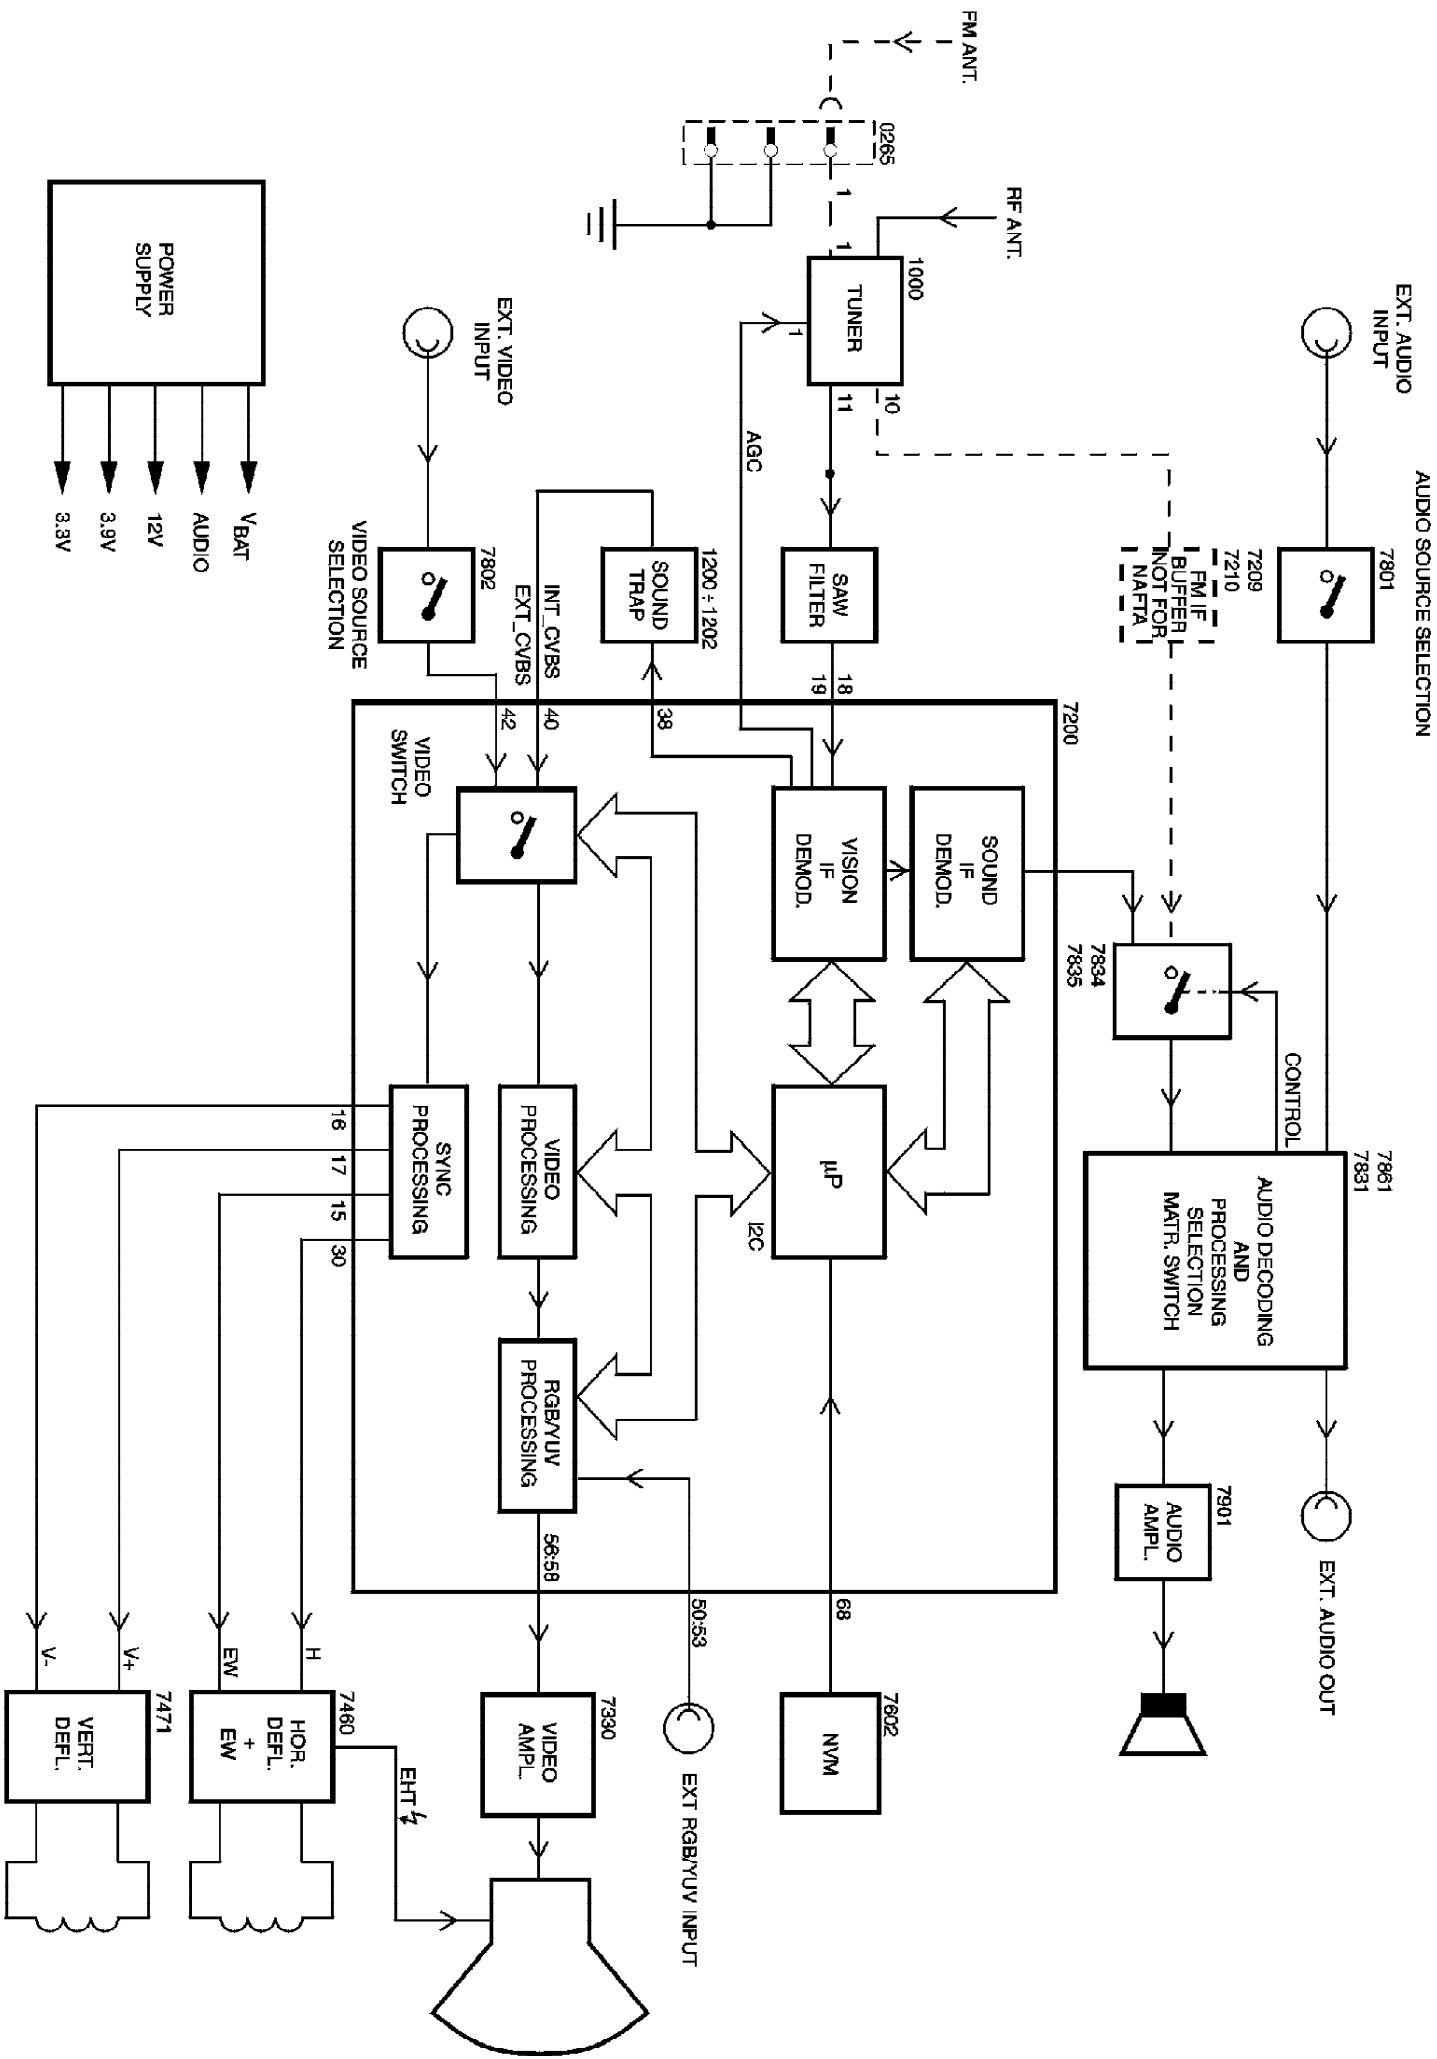 AUDIO SOURCE SELECTION
EXT. AUDIO
INPUT
7801
7861
7831
AUDIO DECODING
AND
PROCESSING
SELECTION
MATR. SWITCH
CONTROL
EXT. AUDIO OUT
7209
7210
FM IF
BUFFER
NOT FOR
NAFTA
7834
7835
7901
AUDIO
AMPL.
FM ANT.
0265
1
1
RF ANT.
1000
TUNER
10
11
1
AGC
SAW
FILTER
18
19
7200
SOUND
IF
DEMOD.
VISION
IF
DEMOD.
µP
I2C
68
7602
NVM
1200 ÷ 1202
SOUND
TRAP
38
INT_CVBS
EXT_CVBS
40
42
EXT. VIDEO
INPUT
7802
VIDEO SOURCE
SELECTION
VIDEO
SWITCH
VIDEO
PROCESSING
RGB/YUV
PROCESSING
50:53
EXT RGB/YUV INPUT
56:58
7330
VIDEO
AMPL.
SYNC
PROCESSING
16
17
15
30
H
EW
V+
V-
7460
HOR.
DEFL.
+
EW
EHT
7471
VERT.
DEFL.
POWER
SUPPLY
VBAT
AUDIO
12V
3.9V
3.3V